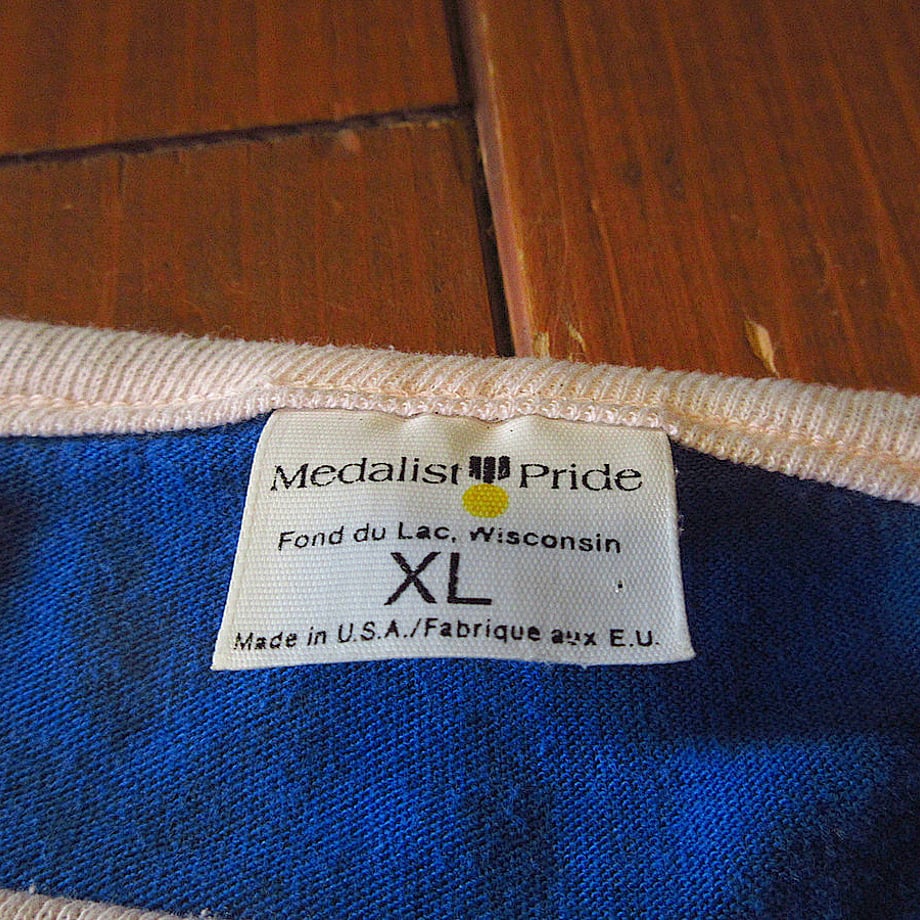 Medalist Pride
Fond du Lac, Wisconsin
XL
Made in U.S.A./Fabrique aux E.U.